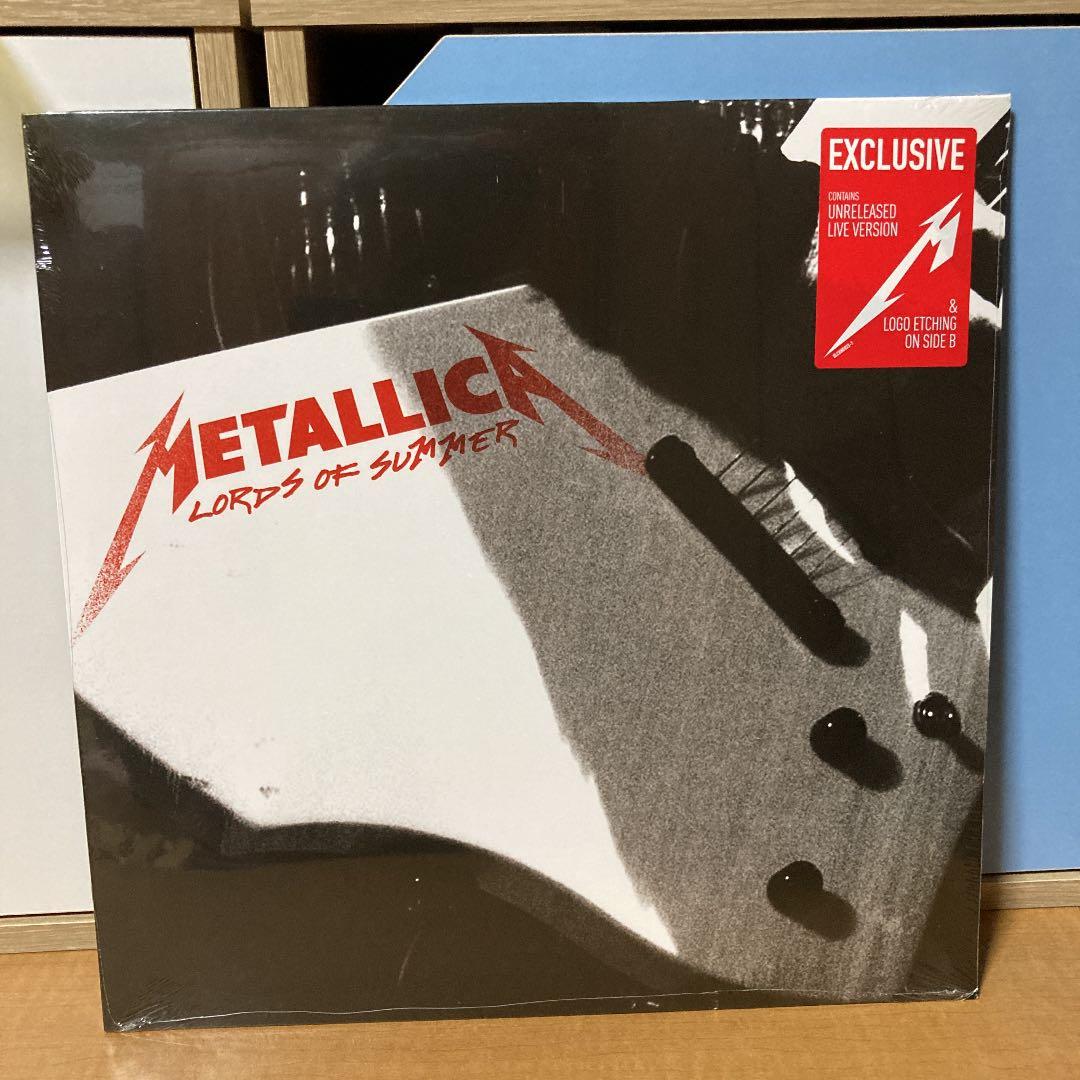 EXCLUSIVE
CONTAINS
UNRELEASED
LIVE VERSION
M
&
LOGO ETCHING
ON SIDE B
METALLICA
LORDS OF SUMMER